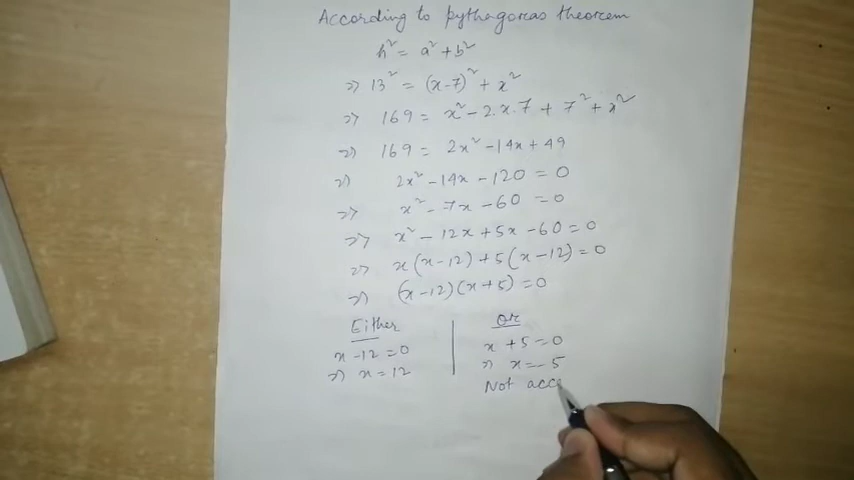 According to pythagoras theorem
h² = a² + b²
⇒ 13² = (x-7)² + x²
⇒ 169 = x² - 2.x.7 + 7² + x²
⇒ 169 = 2x² - 14x + 49
⇒ 2x² - 14x - 120 = 0
⇒ x² - 7x - 60 = 0
⇒ x² - 12x + 5x - 60 = 0
⇒ x(x-12) + 5(x-12) = 0
⇒ (x-12)(x+5) = 0
Either
x - 12 = 0
⇒ x = 12
Or
x + 5 = 0
⇒ x = -5
Not acc